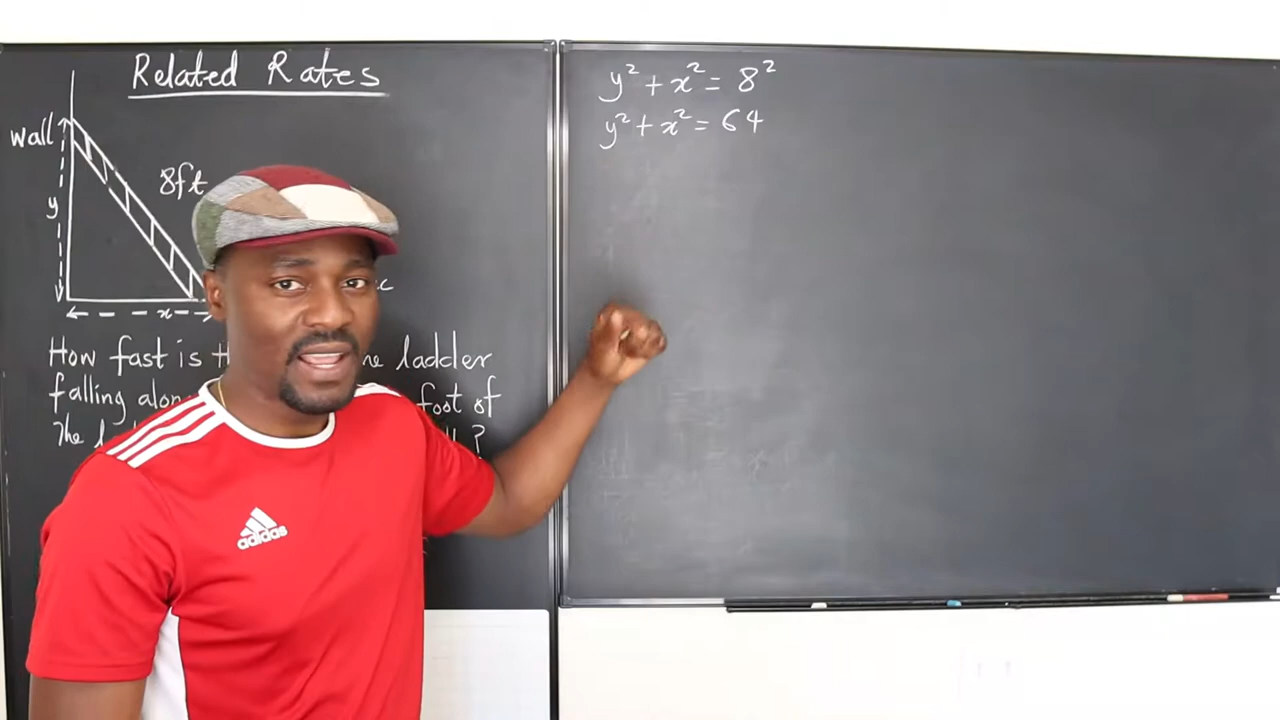 Related Rates
wall
8ft
y
x
How fast is ladder
falling foot of
the ?
y² + x² = 8²
y² + x² = 64
adidas